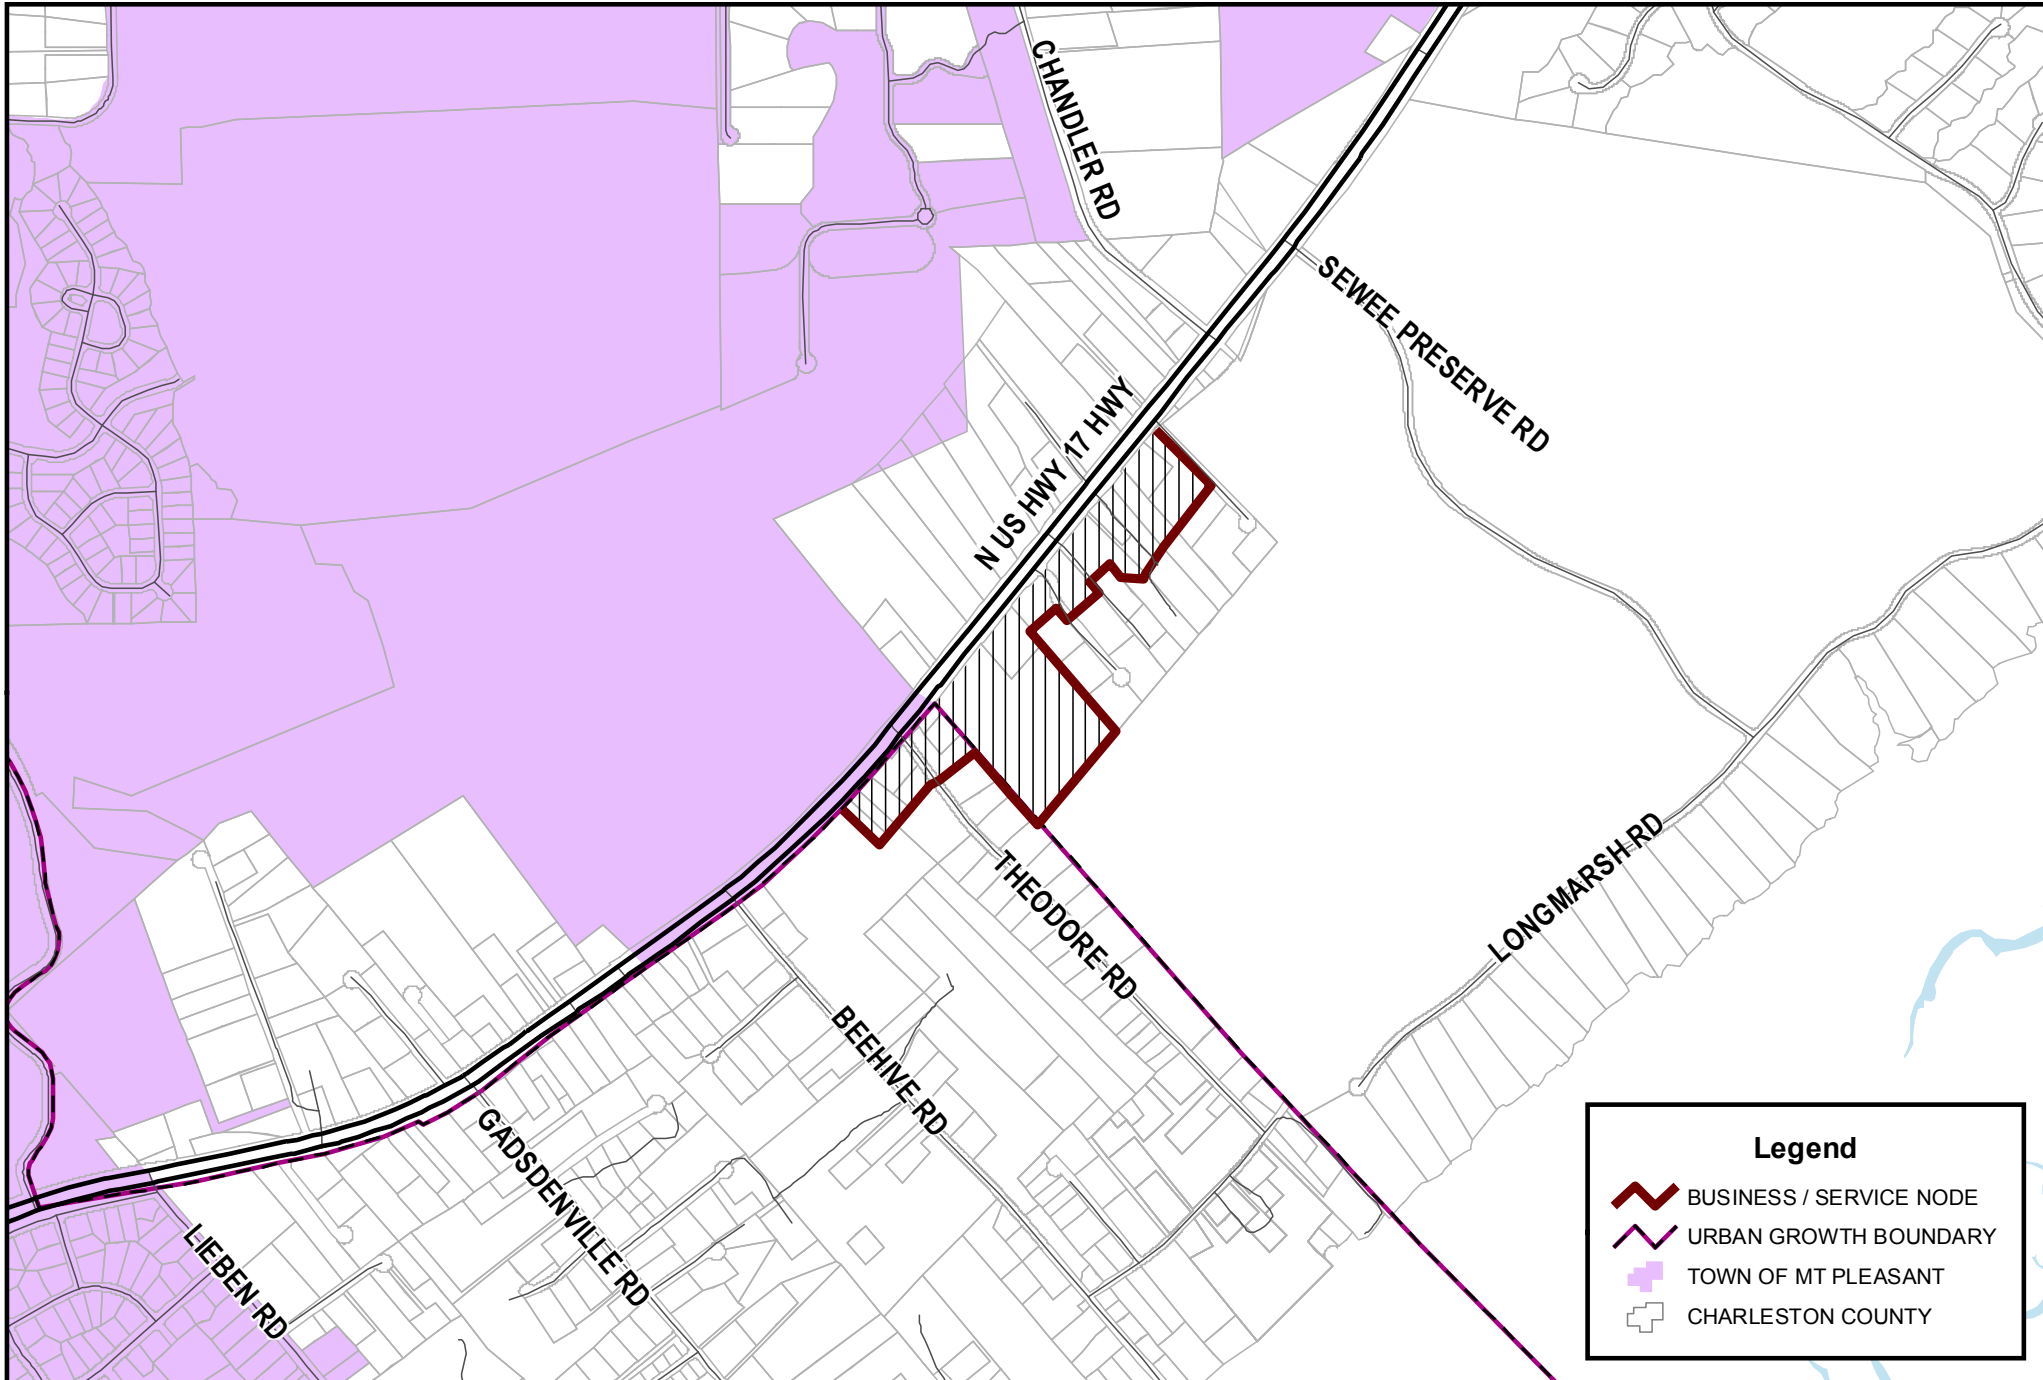 CHANDLER RD
SEWEE PRESERVE RD
N US HWY 17 HWY
THEODORE RD
LONGMARSH RD
BEEHIVE RD
GADSDENVILLE RD
LIEBEN RD
Legend
BUSINESS / SERVICE NODE
URBAN GROWTH BOUNDARY
TOWN OF MT PLEASANT
CHARLESTON COUNTY